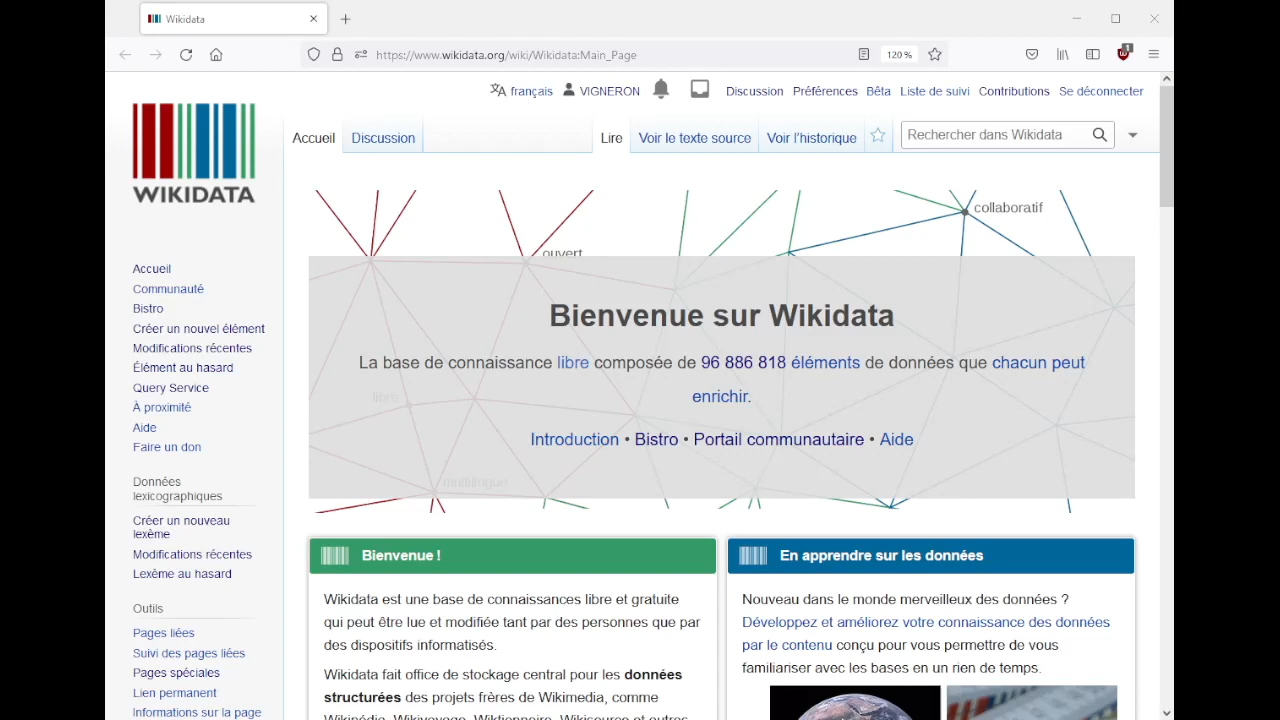 Wikidata
https://www.wikidata.org/wiki/Wikidata:Main_Page
120 %
1
français VIGNERON Discussion Préférences Bêta Liste de suivi Contributions Se déconnecter
Accueil Discussion Lire Voir le texte source Voir l'historique Rechercher dans Wikidata
WIKIDATA
collaboratif
ouvert
Bienvenue sur Wikidata
La base de connaissance libre composée de 96 886 818 éléments de données que chacun peut
enrichir.
libre
Introduction • Bistro • Portail communautaire • Aide
multilingue
Accueil
Communauté
Bistro
Créer un nouvel élément
Modifications récentes
Élément au hasard
Query Service
À proximité
Aide
Faire un don
Données
lexicographiques
Créer un nouveau
lexème
Modifications récentes
Lexème au hasard
Outils
Pages liées
Suivi des pages liées
Pages spéciales
Lien permanent
Informations sur la page
Bienvenue !
Wikidata est une base de connaissances libre et gratuite
qui peut être lue et modifiée tant par des personnes que par
des dispositifs informatisés.
Wikidata fait office de stockage central pour les données
structurées des projets frères de Wikimedia, comme
Wikipédia, Wikivoyage, Wiktionnaire, Wikisource et autres
En apprendre sur les données
Nouveau dans le monde merveilleux des données ?
Développez et améliorez votre connaissance des données
par le contenu conçu pour vous permettre de vous
familiariser avec les bases en un rien de temps.